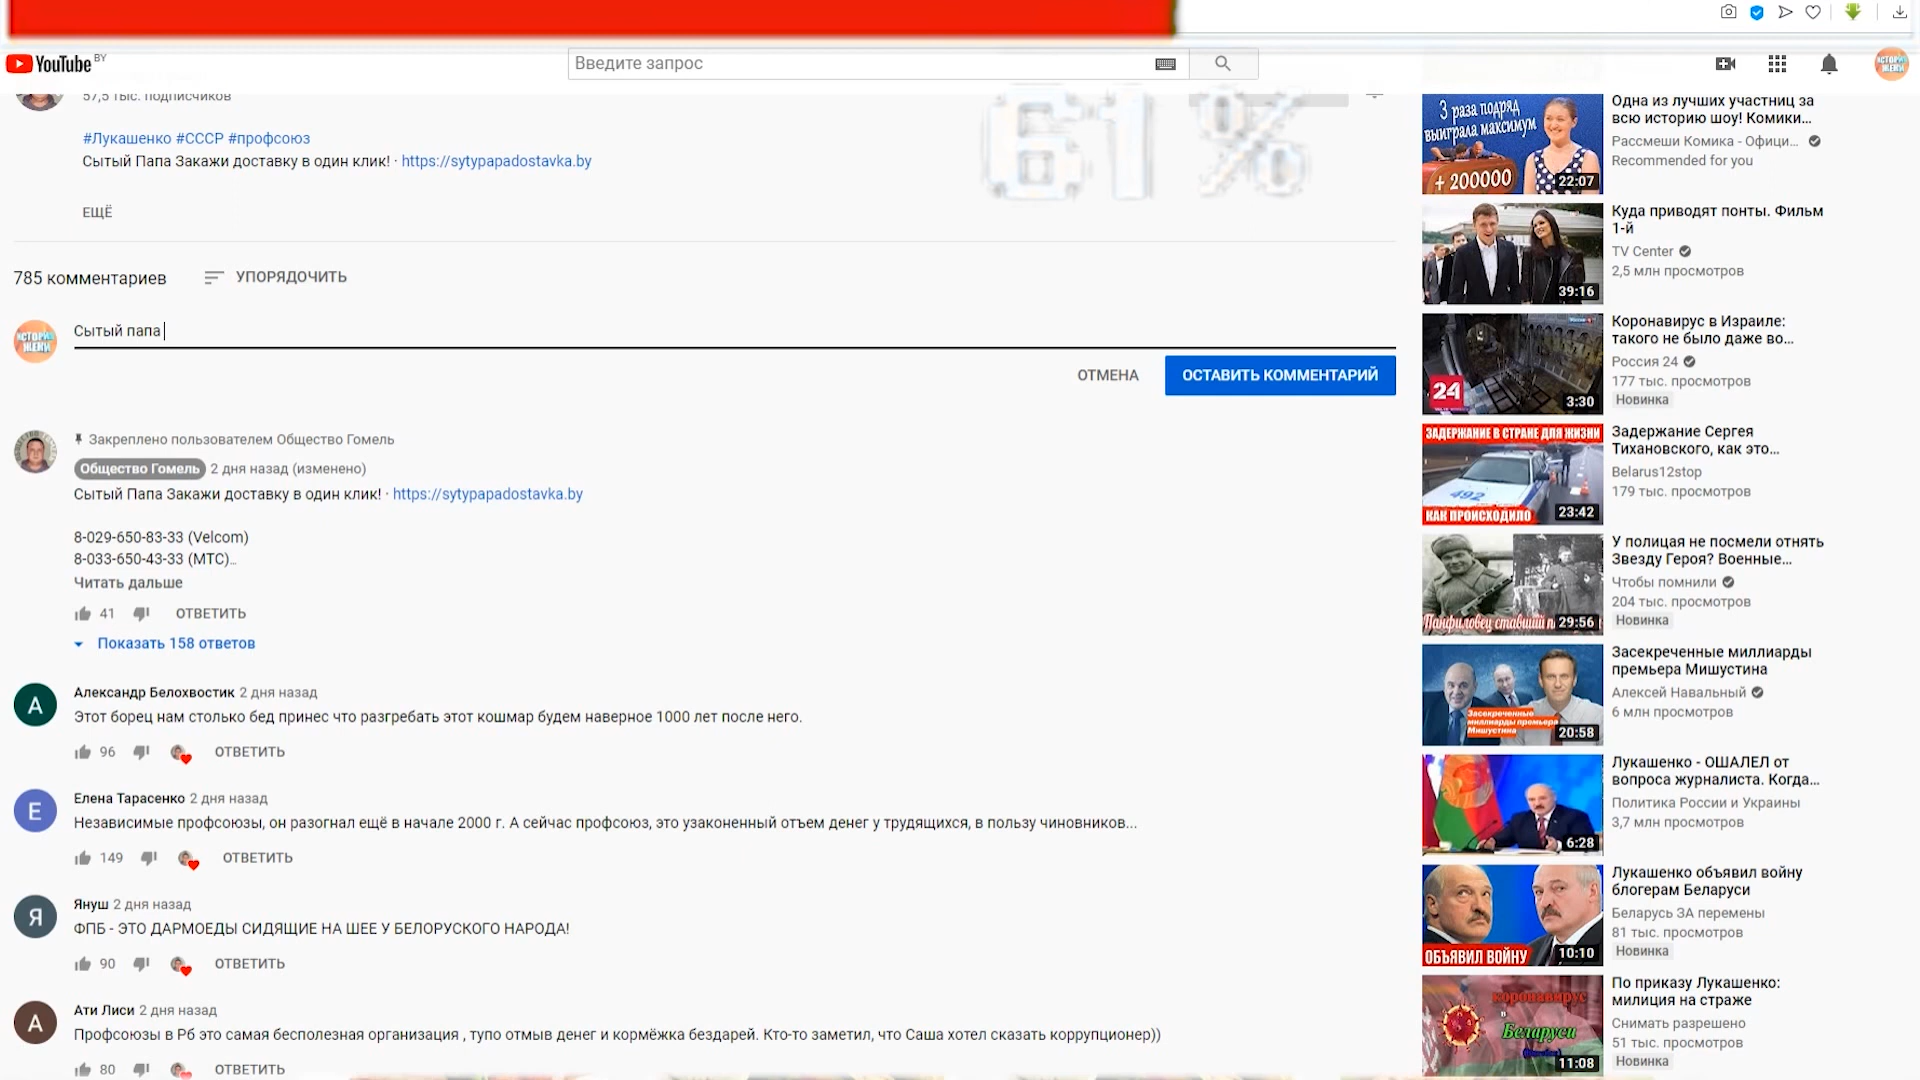 YouTube BY
Введите запрос
61 %
57,5 тыс. подписчиков
#Лукашенко #СССР #профсоюз
Сытый Папа Закажи доставку в один клик! · https://sytypapadostavka.by
ЕЩЁ
785 комментариев
УПОРЯДОЧИТЬ
ИСТОРИИ ЖЕНИ
Сытый папа
ОТМЕНА
ОСТАВИТЬ КОММЕНТАРИЙ
Закреплено пользователем Общество Гомель
Общество Гомель 2 дня назад (изменено)
Сытый Папа Закажи доставку в один клик! · https://sytypapadostavka.by
8-029-650-83-33 (Velcom)
8-033-650-43-33 (МТС)...
Читать дальше
41
ОТВЕТИТЬ
Показать 158 ответов
А
Александр Белохвостик 2 дня назад
Этот борец нам столько бед принес что разгребать этот кошмар будем наверное 1000 лет после него.
96
ОТВЕТИТЬ
Е
Елена Тарасенко 2 дня назад
Независимые профсоюзы, он разогнал ещё в начале 2000 г. А сейчас профсоюз, это узаконенный отъем денег у трудящихся, в пользу чиновников...
149
ОТВЕТИТЬ
Я
Януш 2 дня назад
ФПБ - ЭТО ДАРМОЕДЫ СИДЯЩИЕ НА ШЕЕ У БЕЛОРУСКОГО НАРОДА!
90
ОТВЕТИТЬ
А
Ати Лиси 2 дня назад
Профсоюзы в Рб это самая бесполезная организация , тупо отмыв денег и кормёжка бездарей. Кто-то заметил, что Саша хотел сказать коррупционер))
80
ОТВЕТИТЬ
3 раза подряд
выиграла максимум
+ 200000
22:07
Одна из лучших участниц за
всю историю шоу! Комики...
Рассмеши Комика - Офици...
Recommended for you
39:16
Куда приводят понты. Фильм
1-й
TV Center
2,5 млн просмотров
24
3:30
Коронавирус в Израиле:
такого не было даже во...
Россия 24
177 тыс. просмотров
Новинка
ЗАДЕРЖАНИЕ В СТРАНЕ ДЛЯ ЖИЗНИ
492
КАК ПРОИСХОДИЛО
23:42
Задержание Сергея
Тихановского, как это...
Belarus12stop
179 тыс. просмотров
Панфиловец ставший
29:56
У полицая не посмели отнять
Звезду Героя? Военные...
Чтобы помнили
204 тыс. просмотров
Новинка
Засекреченные
миллиарды премьера
Мишустина
20:58
Засекреченные миллиарды
премьера Мишустина
Алексей Навальный
6 млн просмотров
6:28
Лукашенко - ОШАЛЕЛ от
вопроса журналиста. Когда...
Политика России и Украины
3,7 млн просмотров
ОБЪЯВИЛ ВОЙНУ
10:10
Лукашенко объявил войну
блогерам Беларуси
Беларусь ЗА перемены
81 тыс. просмотров
Новинка
коронавирус
в
Беларуси
11:08
По приказу Лукашенко:
милиция на страже
Снимать разрешено
51 тыс. просмотров
Новинка